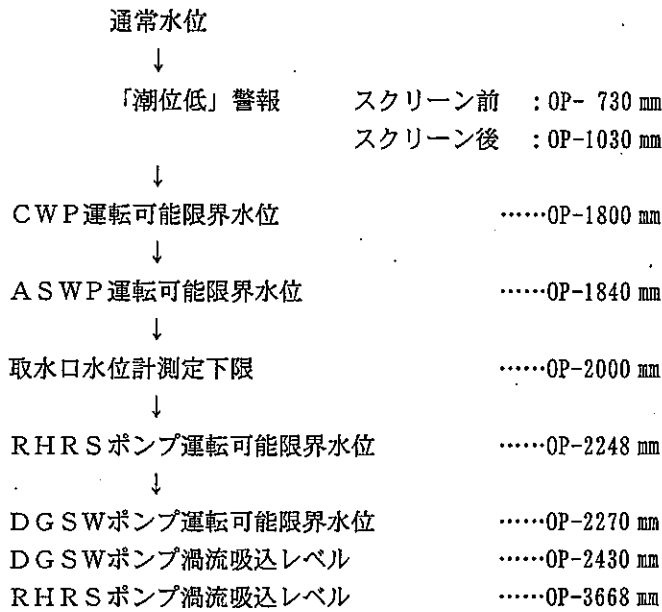 通常水位
↓
「潮位低」警報 スクリーン前 :OP- 730 ㎜
スクリーン後 :OP-1030 ㎜
↓
CWP運転可能限界水位 ……OP-1800 ㎜
↓
ASWP運転可能限界水位 ……OP-1840 ㎜
↓
取水口水位計測定下限 ……OP-2000 ㎜
↓
RHRSポンプ運転可能限界水位 ……OP-2248 ㎜
↓
DGSWポンプ運転可能限界水位 ……OP-2270 ㎜
DGSWポンプ渦流吸込レベル ……OP-2430 ㎜
RHRSポンプ渦流吸込レベル ……OP-3668 ㎜